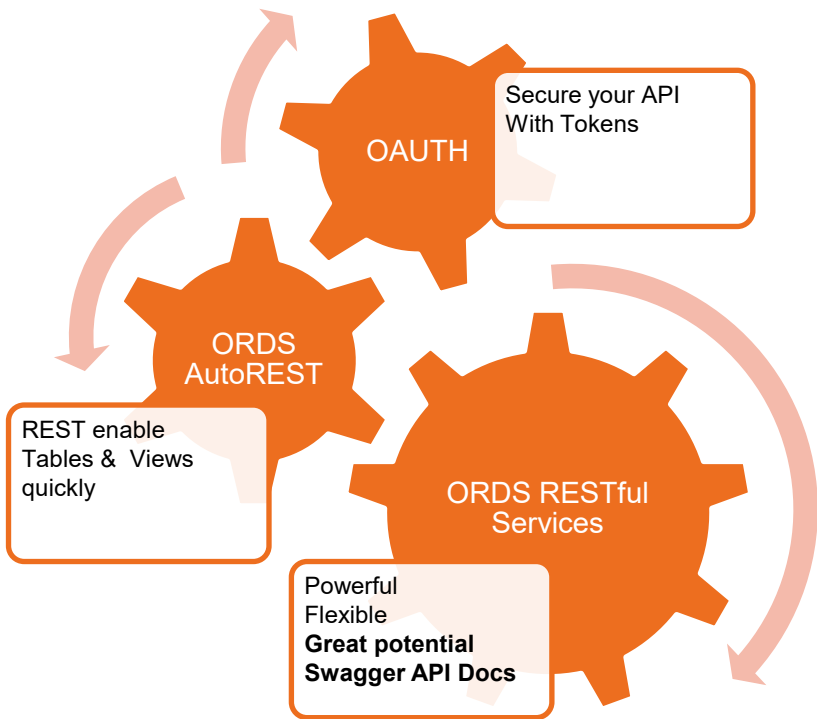 OAUTH
Secure your API
With Tokens
ORDS
AutoREST
REST enable
Tables & Views
quickly
ORDS RESTful
Services
Powerful
Flexible
Great potential
Swagger API Docs